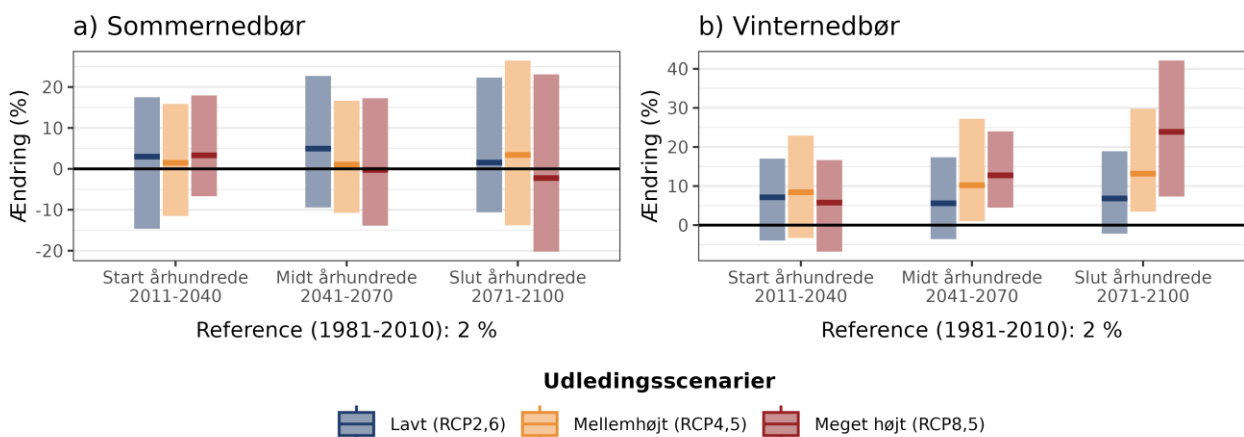 a) Sommernedbør
Ændring (%)
20
10
0
-10
-20
Start århundrede
2011-2040
Midt århundrede
2041-2070
Slut århundrede
2071-2100
Reference (1981-2010): 2 %
b) Vinternedbør
Ændring (%)
40
30
20
10
0
Start århundrede
2011-2040
Midt århundrede
2041-2070
Slut århundrede
2071-2100
Reference (1981-2010): 2 %
Udledingsscenarier
Lavt (RCP2,6)
Mellemhøjt (RCP4,5)
Meget højt (RCP8,5)